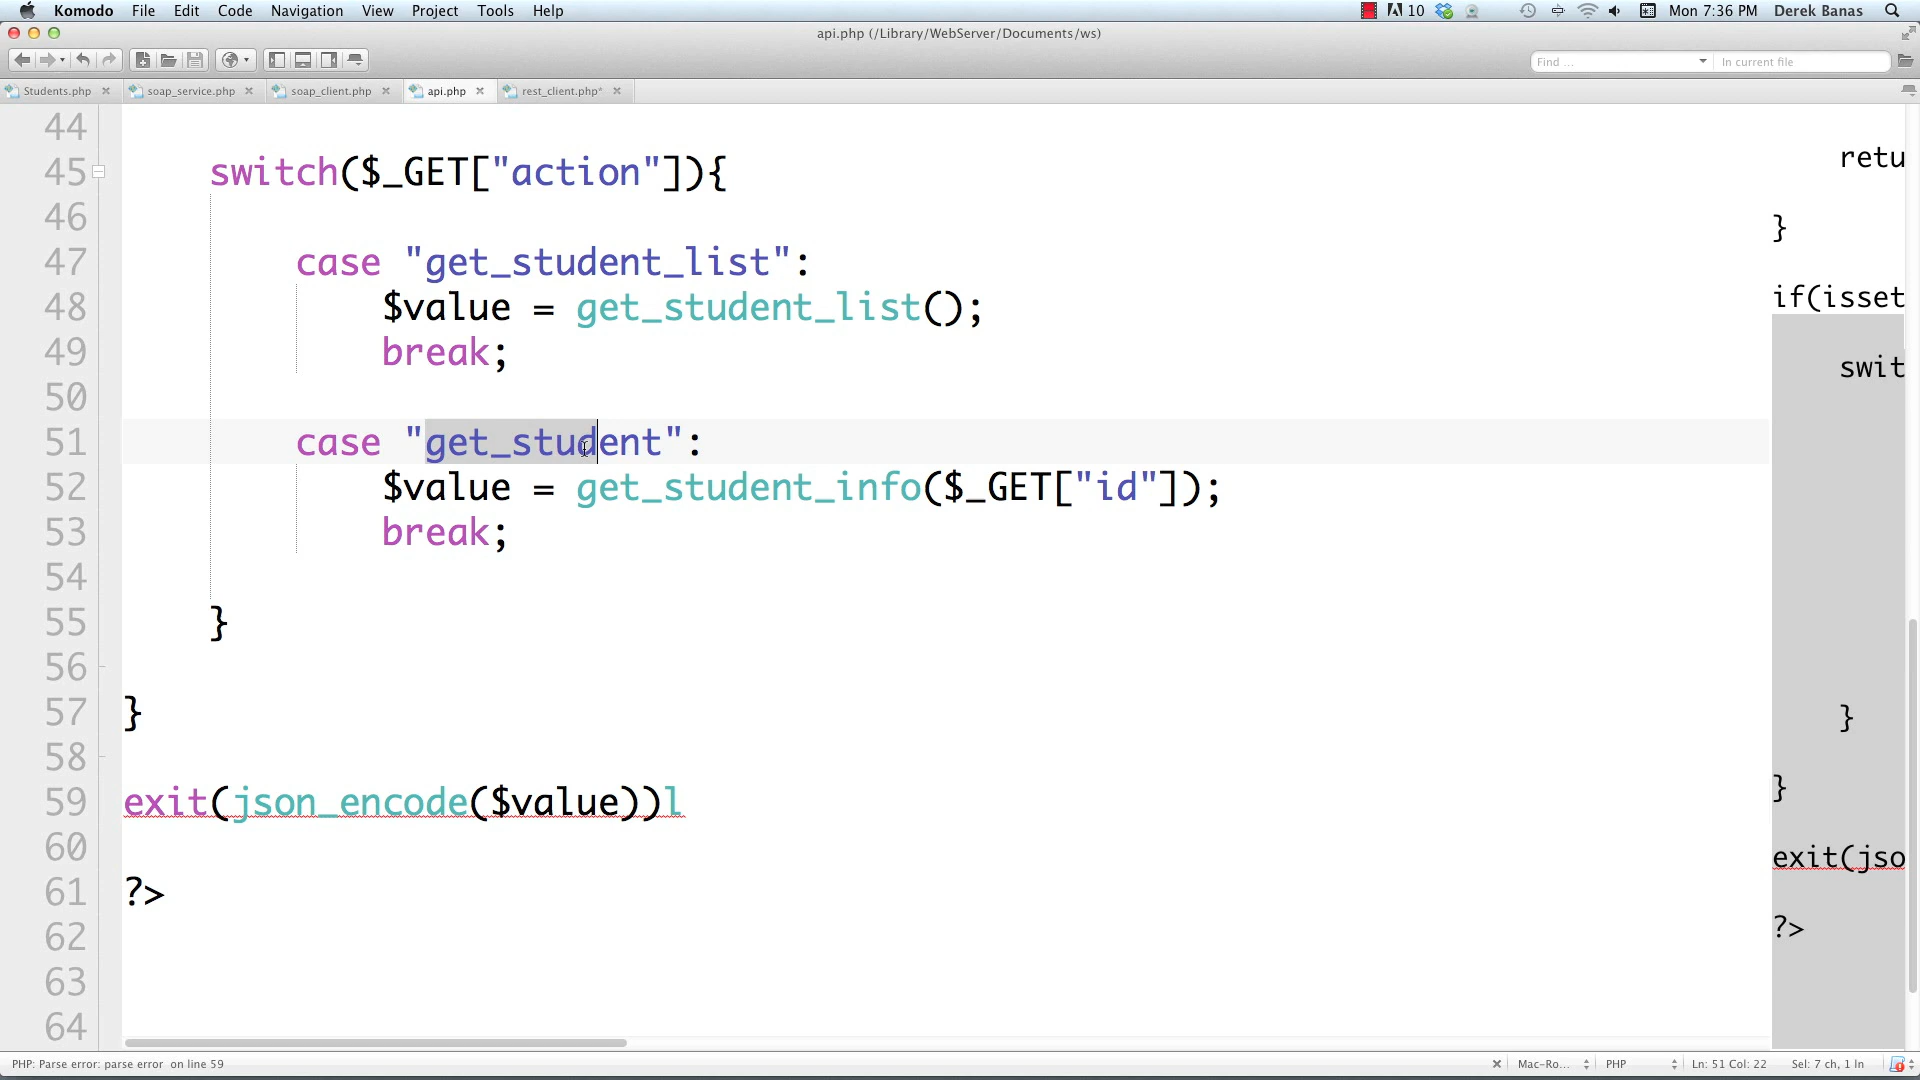 Komodo File Edit Code Navigation View Project Tools Help 10 Mon 7:36 PM Derek Banas
api.php (/Library/WebServer/Documents/ws)
Find ... In current file
Students.php soap_service.php soap_client.php api.php rest_client.php*
44
45 switch($_GET["action"]){
46
47 case "get_student_list":
48 $value = get_student_list();
49 break;
50
51 case "get_student":
52 $value = get_student_info($_GET["id"]);
53 break;
54
55 }
56
57 }
58
59 exit(json_encode($value))l
60
61 ?>
62
63
64
retu
}
if(isset
swit
}
}
exit(jso
?>
PHP: Parse error: parse error on line 59 Mac-Ro... PHP Ln: 51 Col: 22 Sel: 7 ch, 1 ln